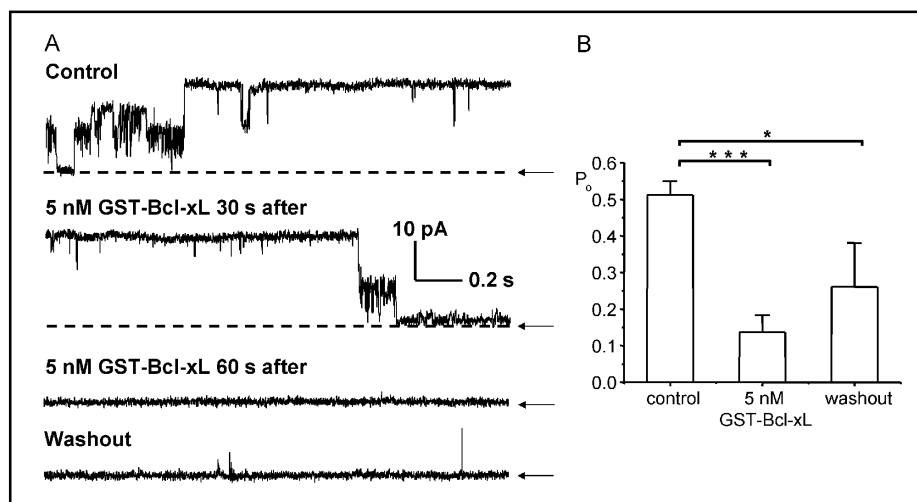 A
Control
5 nM GST-Bcl-xL 30 s after
10 pA
0.2 s
5 nM GST-Bcl-xL 60 s after
Washout
B
*
* * *
Po
0.6
0.5
0.3
0.2
0.1
0.0
control 5 nM washout
GST-Bcl-xL